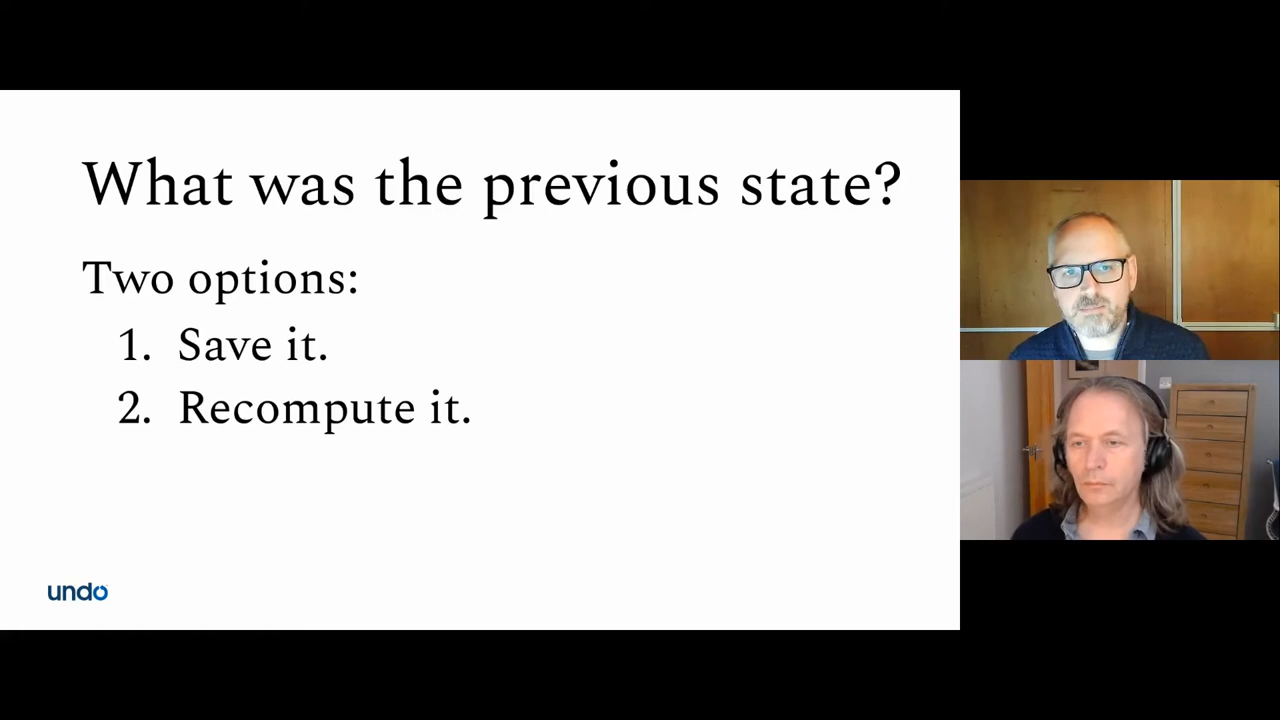 What was the previous state?
Two options:
1. Save it.
2. Recompute it.
undo